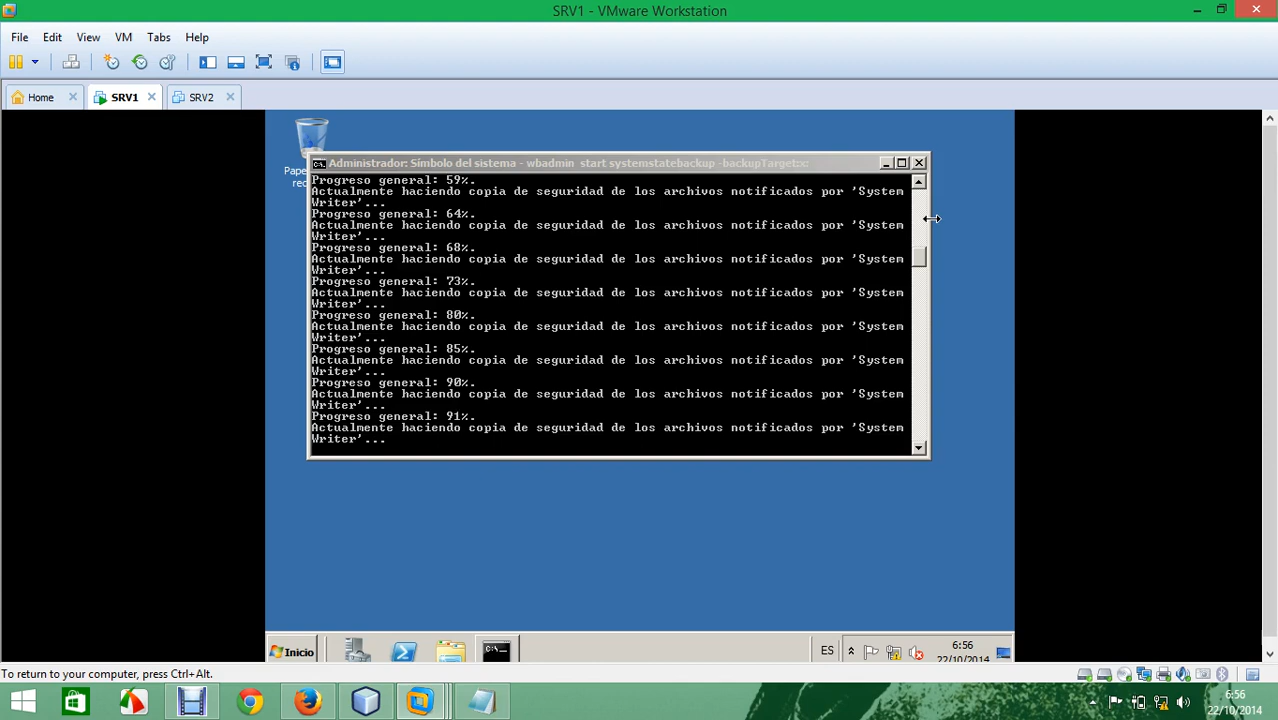 SRV1 - VMware Workstation
File Edit View VM Tabs Help
Home SRV1 SRV2
Administrador: Símbolo del sistema - wbadmin start systemstatebackup -backupTarget:x:
Progreso general: 59%.
Actualmente haciendo copia de seguridad de los archivos notificados por 'System
Writer'...
Progreso general: 64%.
Actualmente haciendo copia de seguridad de los archivos notificados por 'System
Writer'...
Progreso general: 68%.
Actualmente haciendo copia de seguridad de los archivos notificados por 'System
Writer'...
Progreso general: 73%.
Actualmente haciendo copia de seguridad de los archivos notificados por 'System
Writer'...
Progreso general: 80%.
Actualmente haciendo copia de seguridad de los archivos notificados por 'System
Writer'...
Progreso general: 85%.
Actualmente haciendo copia de seguridad de los archivos notificados por 'System
Writer'...
Progreso general: 90%.
Actualmente haciendo copia de seguridad de los archivos notificados por 'System
Writer'...
Progreso general: 91%.
Actualmente haciendo copia de seguridad de los archivos notificados por 'System
Writer'...
Inicio
C:\
ES
6:56
22/10/2014
To return to your computer, press Ctrl+Alt.
6:56
22/10/2014